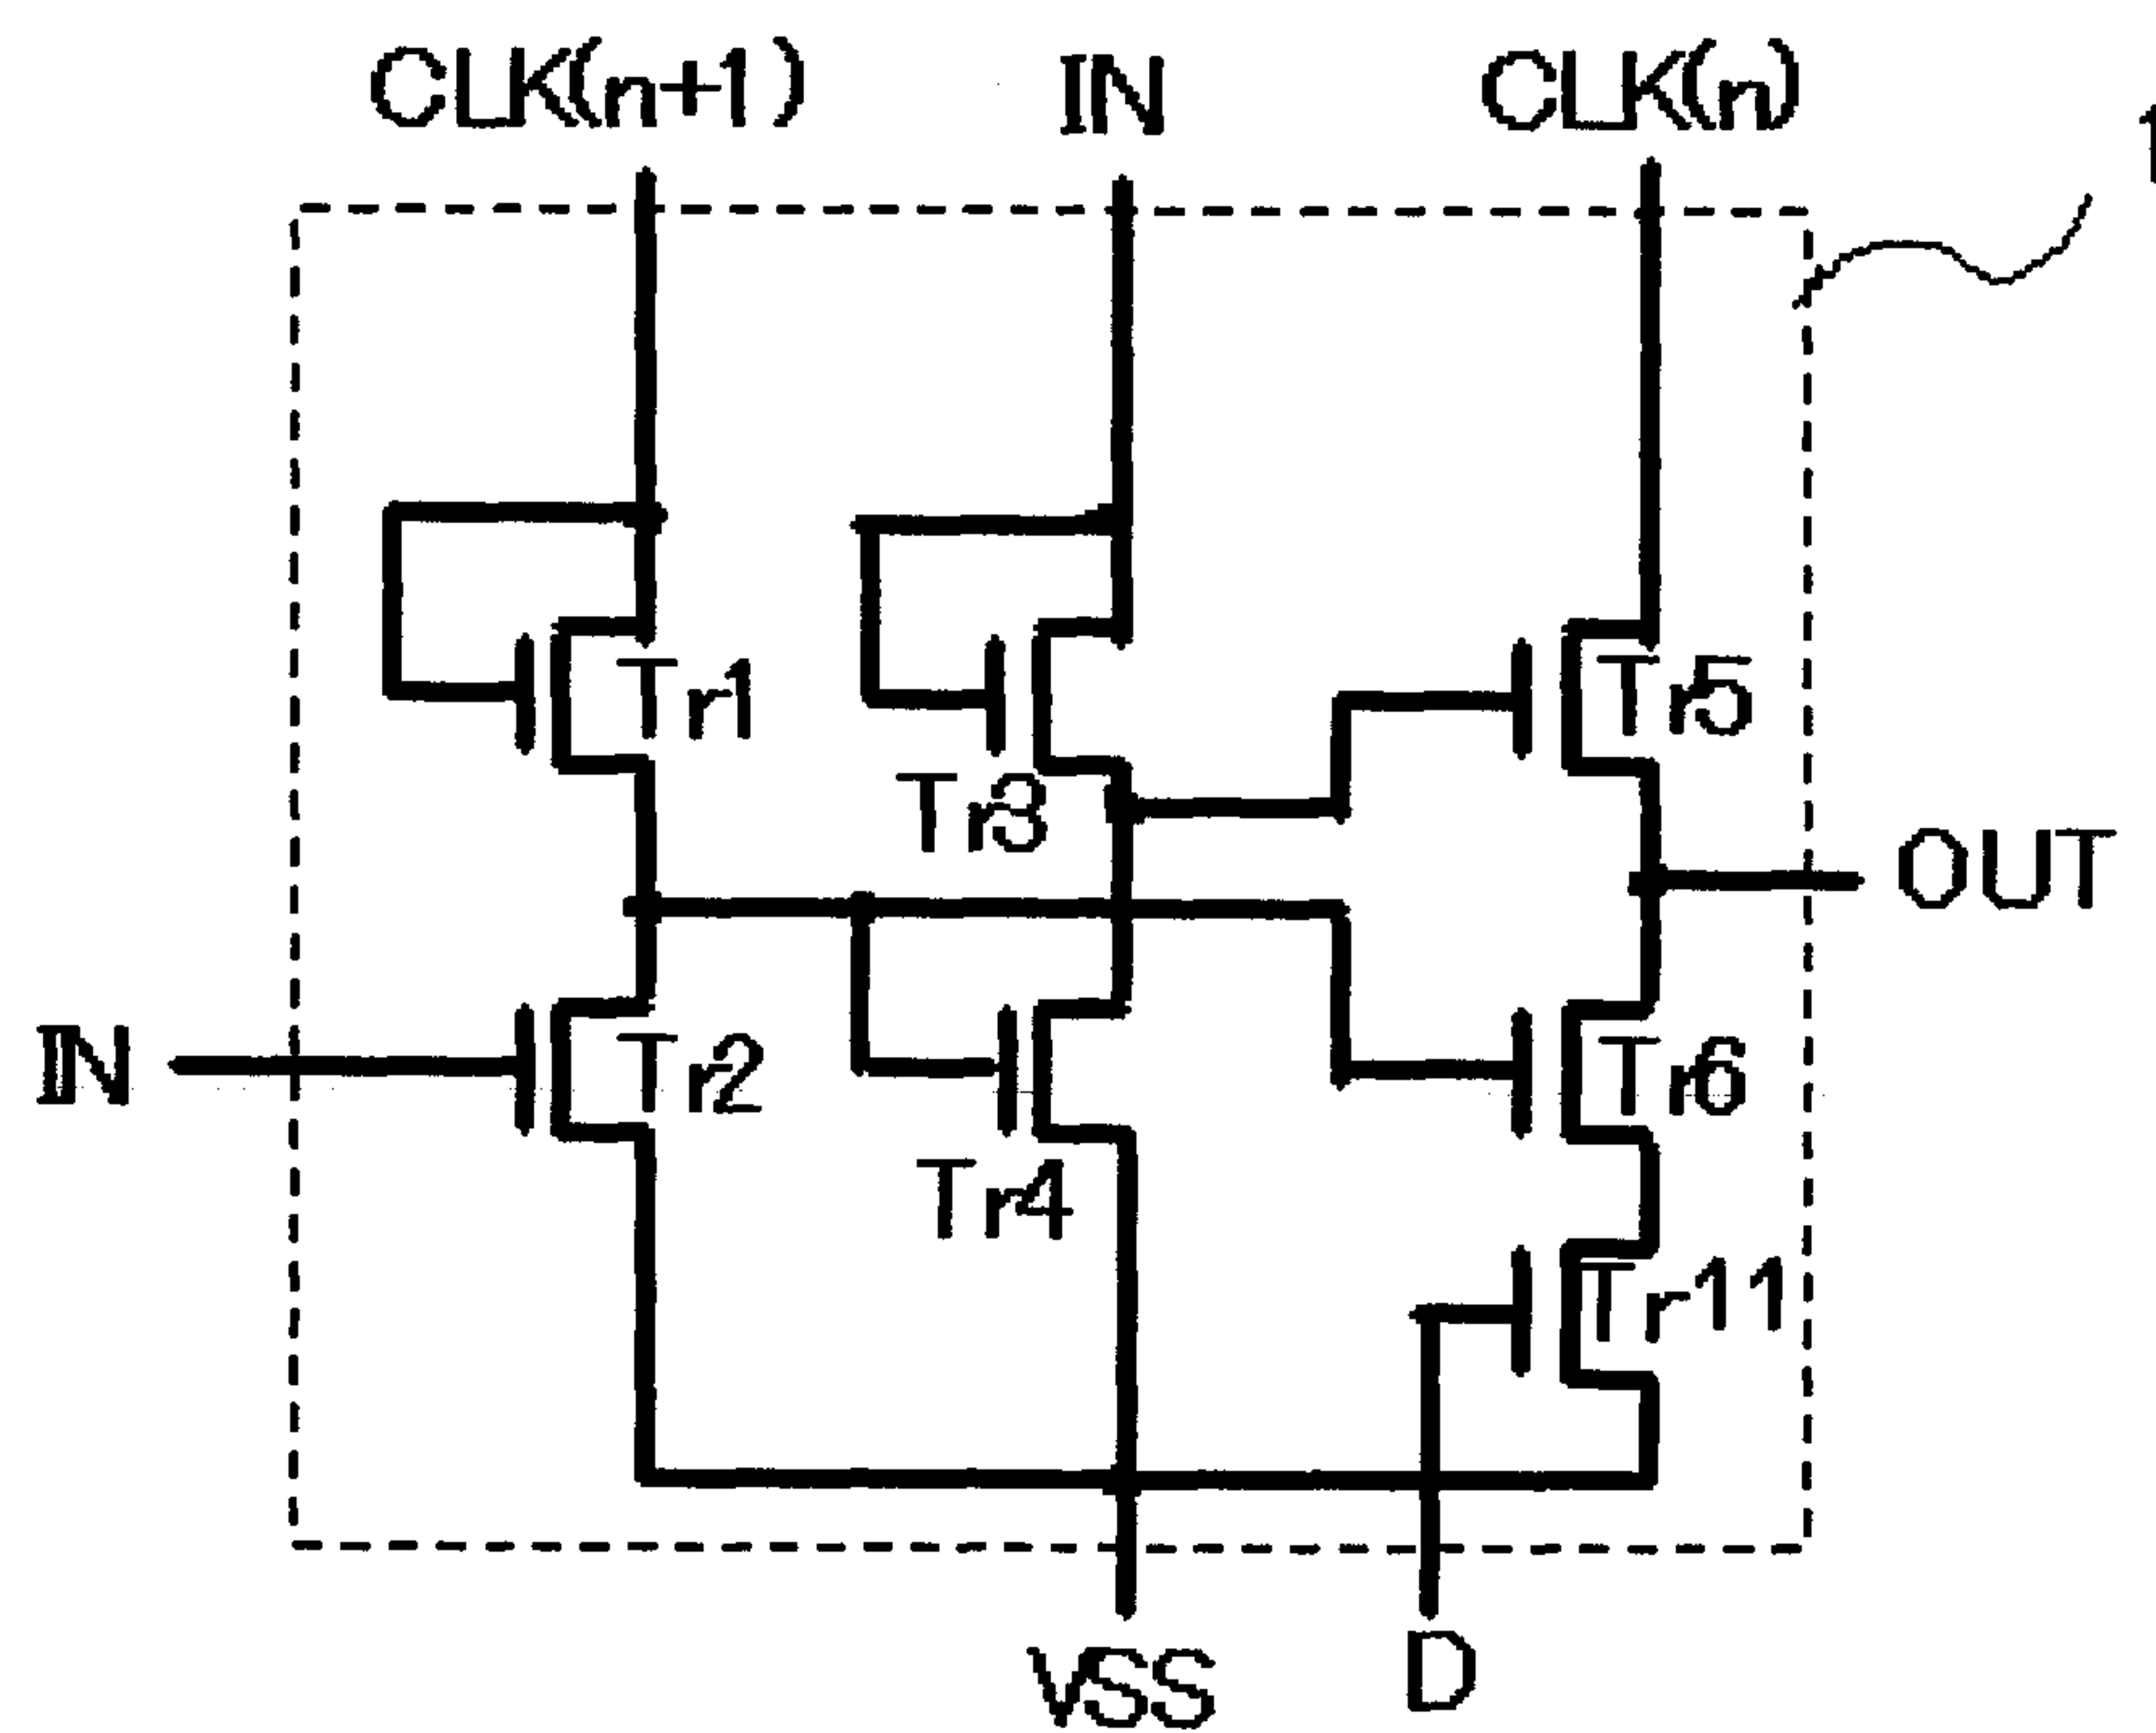 CLK(n+1) IN CLK(n)
Tr1 Tr5
Tr3
OUT
IN Tr2 Tr6
Tr4
Tr11
VSS D